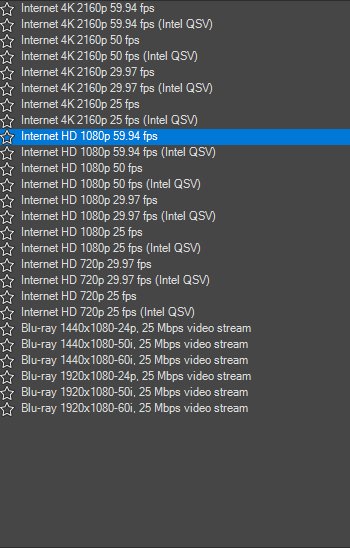 Internet 4K 2160p 59.94 fps
Internet 4K 2160p 59.94 fps (Intel QSV)
Internet 4K 2160p 50 fps
Internet 4K 2160p 50 fps (Intel QSV)
Internet 4K 2160p 29.97 fps
Internet 4K 2160p 29.97 fps (Intel QSV)
Internet 4K 2160p 25 fps
Internet 4K 2160p 25 fps (Intel QSV)
Internet HD 1080p 59.94 fps
Internet HD 1080p 59.94 fps (Intel QSV)
Internet HD 1080p 50 fps
Internet HD 1080p 50 fps (Intel QSV)
Internet HD 1080p 29.97 fps
Internet HD 1080p 29.97 fps (Intel QSV)
Internet HD 1080p 25 fps
Internet HD 1080p 25 fps (Intel QSV)
Internet HD 720p 29.97 fps
Internet HD 720p 29.97 fps (Intel QSV)
Internet HD 720p 25 fps
Internet HD 720p 25 fps (Intel QSV)
Blu-ray 1440x1080-24p, 25 Mbps video stream
Blu-ray 1440x1080-50i, 25 Mbps video stream
Blu-ray 1440x1080-60i, 25 Mbps video stream
Blu-ray 1920x1080-24p, 25 Mbps video stream
Blu-ray 1920x1080-50i, 25 Mbps video stream
Blu-ray 1920x1080-60i, 25 Mbps video stream